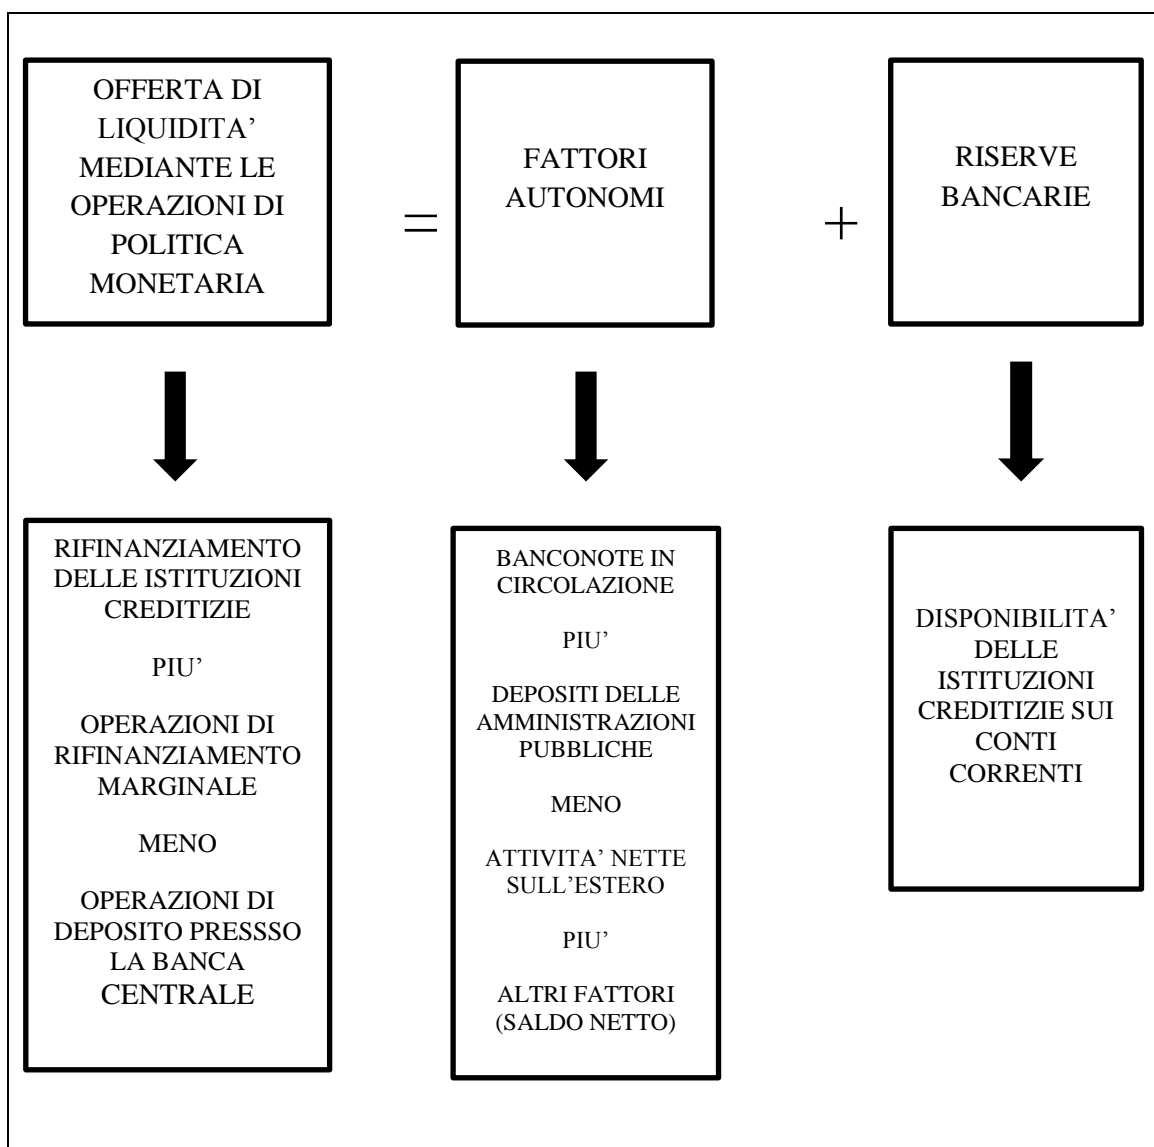 OFFERTA DI
LIQUIDITA’
MEDIANTE LE
OPERAZIONI DI
POLITICA
MONETARIA
=
FATTORI
AUTONOMI
+
RISERVE
BANCARIE
RIFINANZIAMENTO
DELLE ISTITUZIONI
CREDITIZIE
PIU’
OPERAZIONI DI
RIFINANZIAMENTO
MARGINALE
MENO
OPERAZIONI DI
DEPOSITO PRESSSO
LA BANCA
CENTRALE
BANCONOTE IN
CIRCOLAZIONE
PIU’
DEPOSITI DELLE
AMMINISTRAZIONI
PUBBLICHE
MENO
ATTIVITA’ NETTE
SULL’ESTERO
PIU’
ALTRI FATTORI
(SALDO NETTO)
DISPONIBILITA’
DELLE
ISTITUZIONI
CREDITIZIE SUI
CONTI
CORRENTI